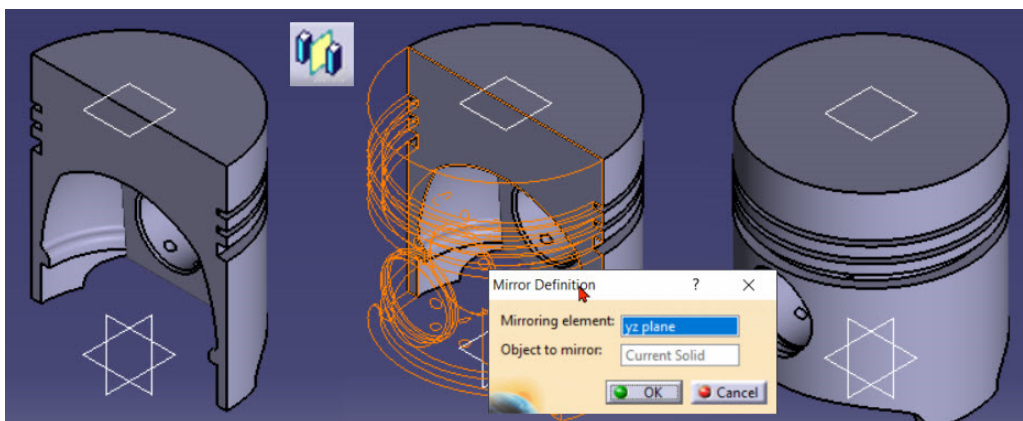 Mirror Definition ? ×
Mirroring element: yz plane
Object to mirror: Current Solid
OK Cancel